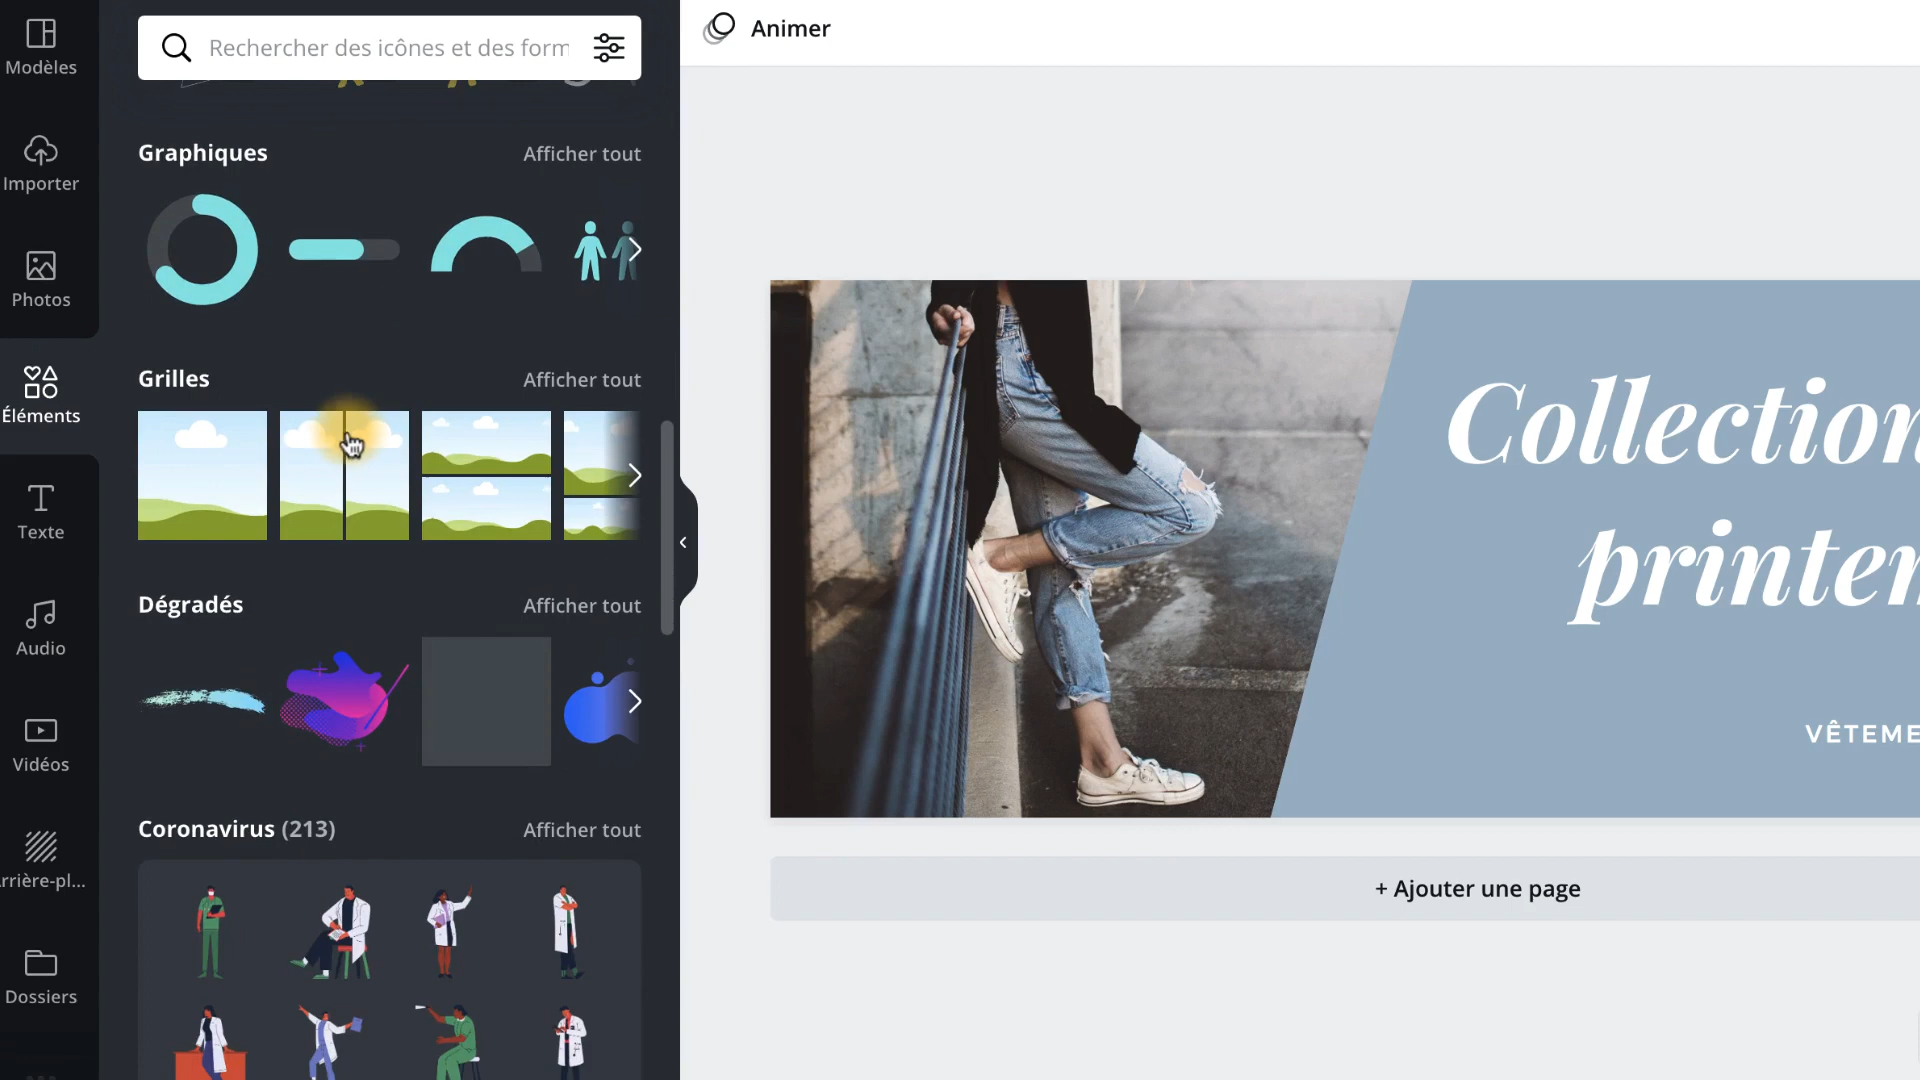 Modèles
Importer
Photos
Éléments
Texte
Audio
Vidéos
rrière-pl...
Dossiers
Rechercher des icônes et des form
Graphiques
Afficher tout
Grilles
Afficher tout
Dégradés
Afficher tout
Coronavirus (213)
Afficher tout
Animer
Collection
printem
VÊTEME
+ Ajouter une page